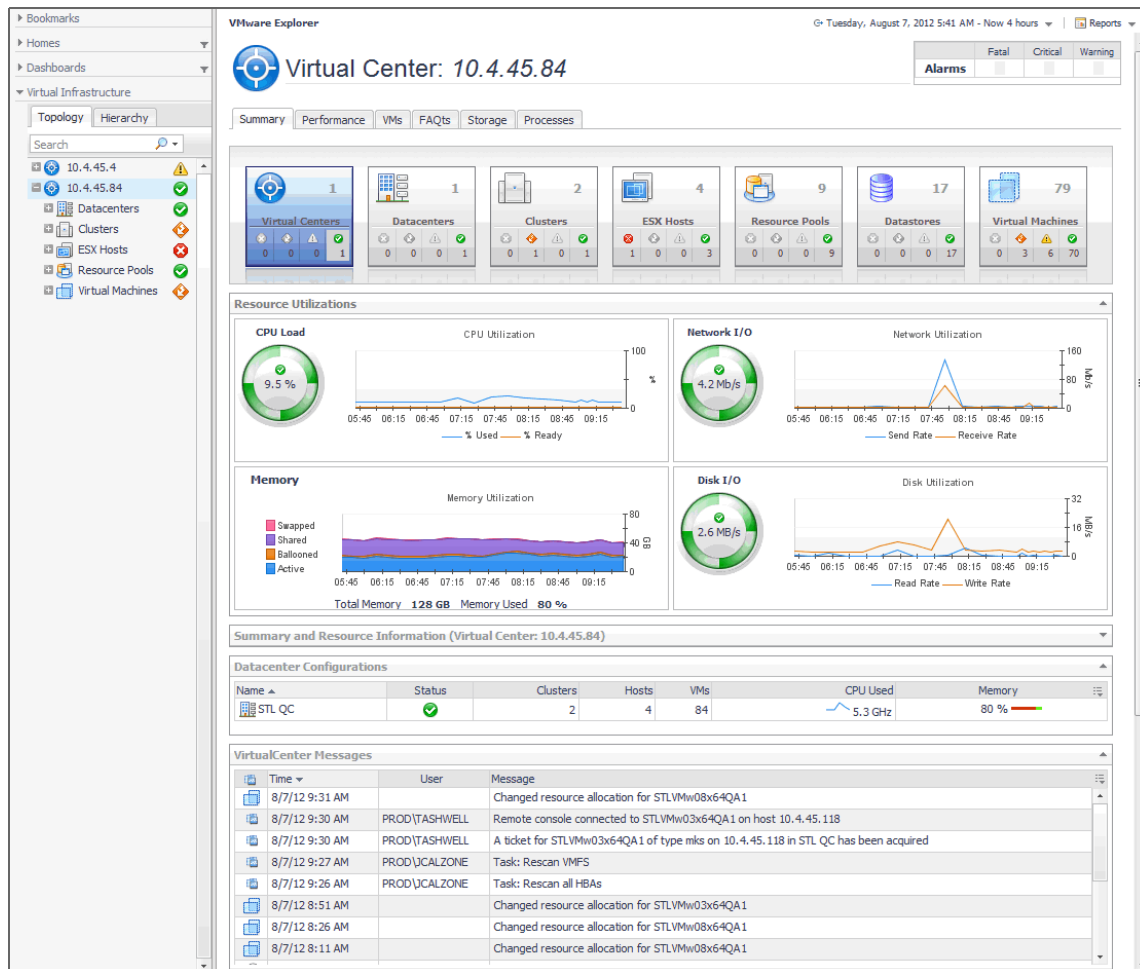 Bookmarks
Homes
Dashboards
Virtual Infrastructure
Topology Hierarchy
Search
10.4.45.4
10.4.45.84
Datacenters
Clusters
ESX Hosts
Resource Pools
Virtual Machines
VMware Explorer
Tuesday, August 7, 2012 5:41 AM - Now 4 hours
Reports
Virtual Center: 10.4.45.84
Fatal Critical Warning
Alarms
Summary Performance VMs FAQts Storage Processes
1 1 2 4 9 17 79
Virtual Centers Datacenters Clusters ESX Hosts Resource Pools Datastores Virtual Machines
0 0 0 1 0 0 0 1 0 1 0 1 1 0 0 3 0 0 0 9 0 0 0 17 0 3 6 70
Resource Utilizations
CPU Load
9.5 %
CPU Utilization
100
%
0
05:45 06:15 06:45 07:15 07:45 08:15 08:45 09:15
% Used % Ready
Network I/O
4.2 Mb/s
Network Utilization
160
80
Mb/s
0
05:45 06:15 06:45 07:15 07:45 08:15 08:45 09:15
Send Rate Receive Rate
Memory
Memory Utilization
Swapped
Shared
Ballooned
Active
80
40
GB
0
05:45 06:15 06:45 07:15 07:45 08:15 08:45 09:15
Total Memory 128 GB Memory Used 80 %
Disk I/O
2.6 MB/s
Disk Utilization
32
16
MB/s
0
05:45 06:15 06:45 07:15 07:45 08:15 08:45 09:15
Read Rate Write Rate
Summary and Resource Information (Virtual Center: 10.4.45.84)
Datacenter Configurations
Name Status Clusters Hosts VMs CPU Used Memory
STL QC 2 4 84 5.3 GHz 80 %
VirtualCenter Messages
Time User Message
8/7/12 9:31 AM Changed resource allocation for STLVMw08x64QA1
8/7/12 9:30 AM PROD\TASHWELL Remote console connected to STLVMw03x64QA1 on host 10.4.45.118
8/7/12 9:30 AM PROD\TASHWELL A ticket for STLVMw03x64QA1 of type mks on 10.4.45.118 in STL QC has been acquired
8/7/12 9:27 AM PROD\JCALZONE Task: Rescan VMFS
8/7/12 9:26 AM PROD\JCALZONE Task: Rescan all HBAs
8/7/12 8:51 AM Changed resource allocation for STLVMw03x64QA1
8/7/12 8:26 AM Changed resource allocation for STLVMw08x64QA1
8/7/12 8:11 AM Changed resource allocation for STLVMw08x64QA1